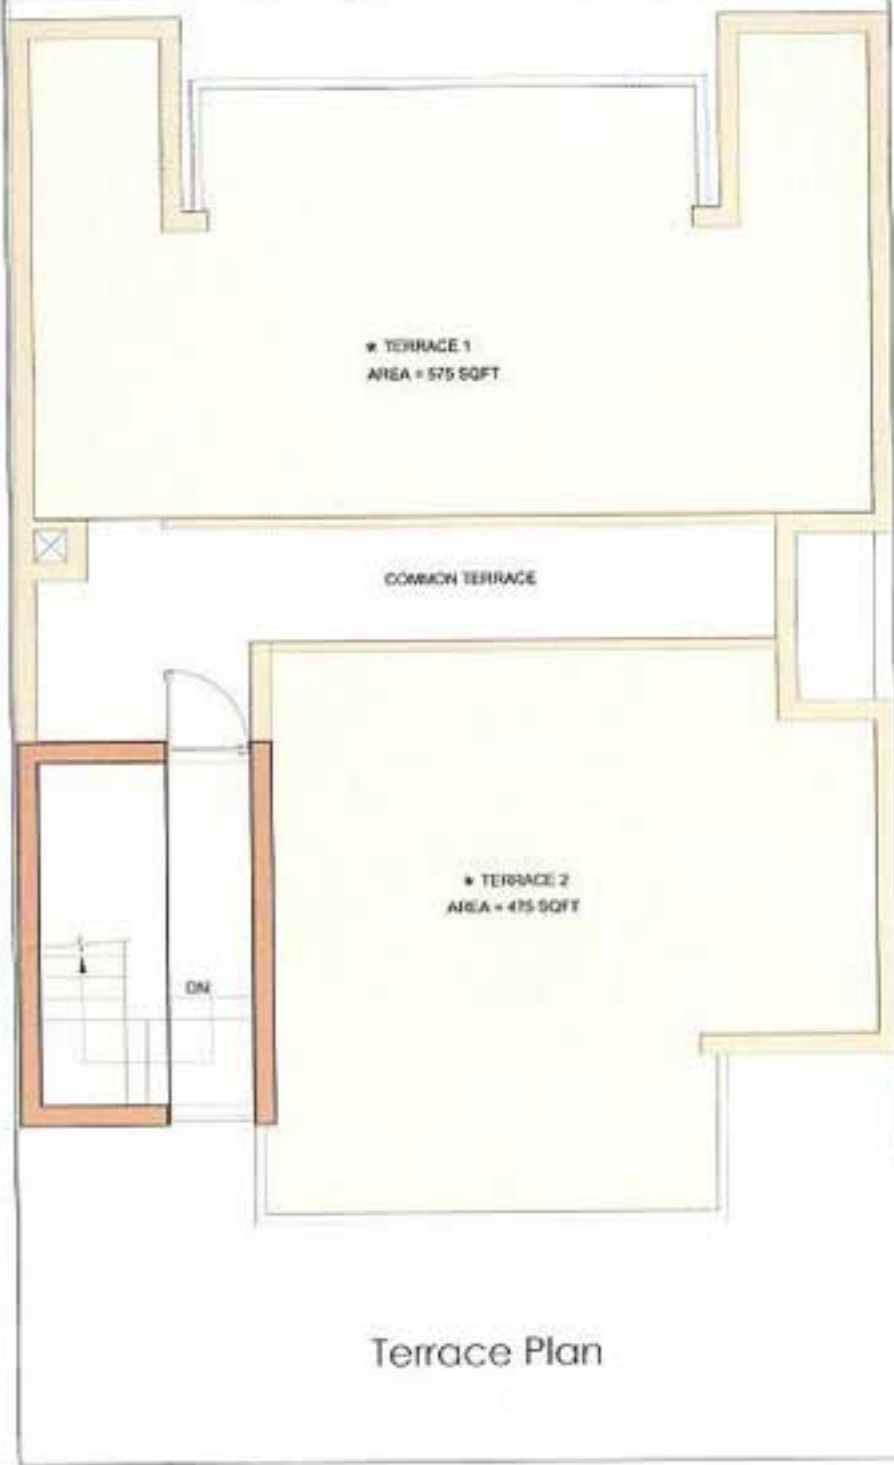 * TERRACE 1
AREA = 575 SQFT
COMMON TERRACE
* TERRACE 2
AREA = 475 SQFT
DN
Terrace Plan